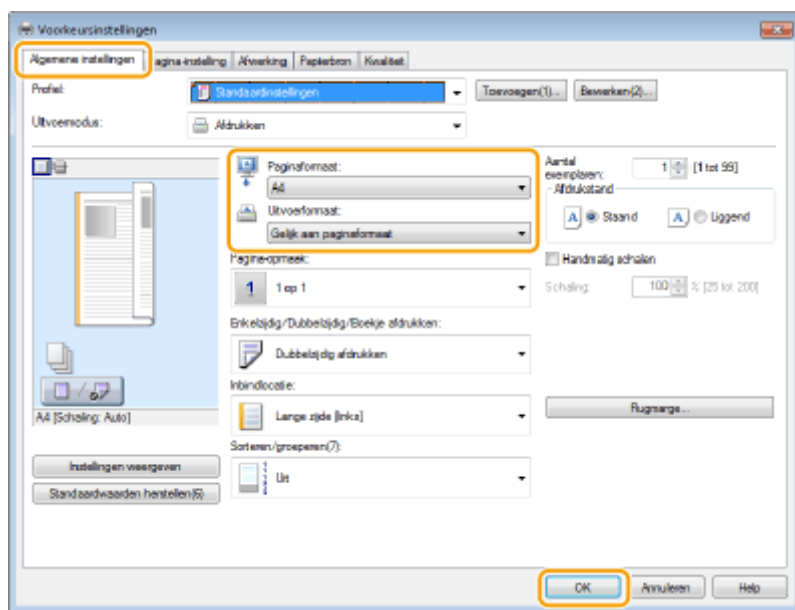 Voorkeursinstellingen
Algemene instellingen
agina-instelling
Afwerking
Papierbron
Kwaliteit
Profiel:
Standaardinstellingen
Toevoegen(1)...
Bewerken(2)...
Uitvoermodus:
Afdrukken
Paginaformaat:
A4
Uitvoerformaat:
Gelijk aan paginaformaat
Aantal
exemplaren:
1
[1 tot 99]
Afdrukstand
A
Staand
A
Liggend
Pagina-opmaak:
1
1 op 1
Handmatig schalen
Schaling:
100
% [25 tot 200]
Enkelzijdig/Dubbelzijdig/Boekje afdrukken:
Dubbelzijdig afdrukken
Inbindlocatie:
Lange zijde [links]
Rugmarge...
A4 [Schaling: Auto]
Sorteren/groeperen(7):
Uit
Instellingen weergeven
Standaardwaarden herstellen(6)
OK
Annuleren
Help